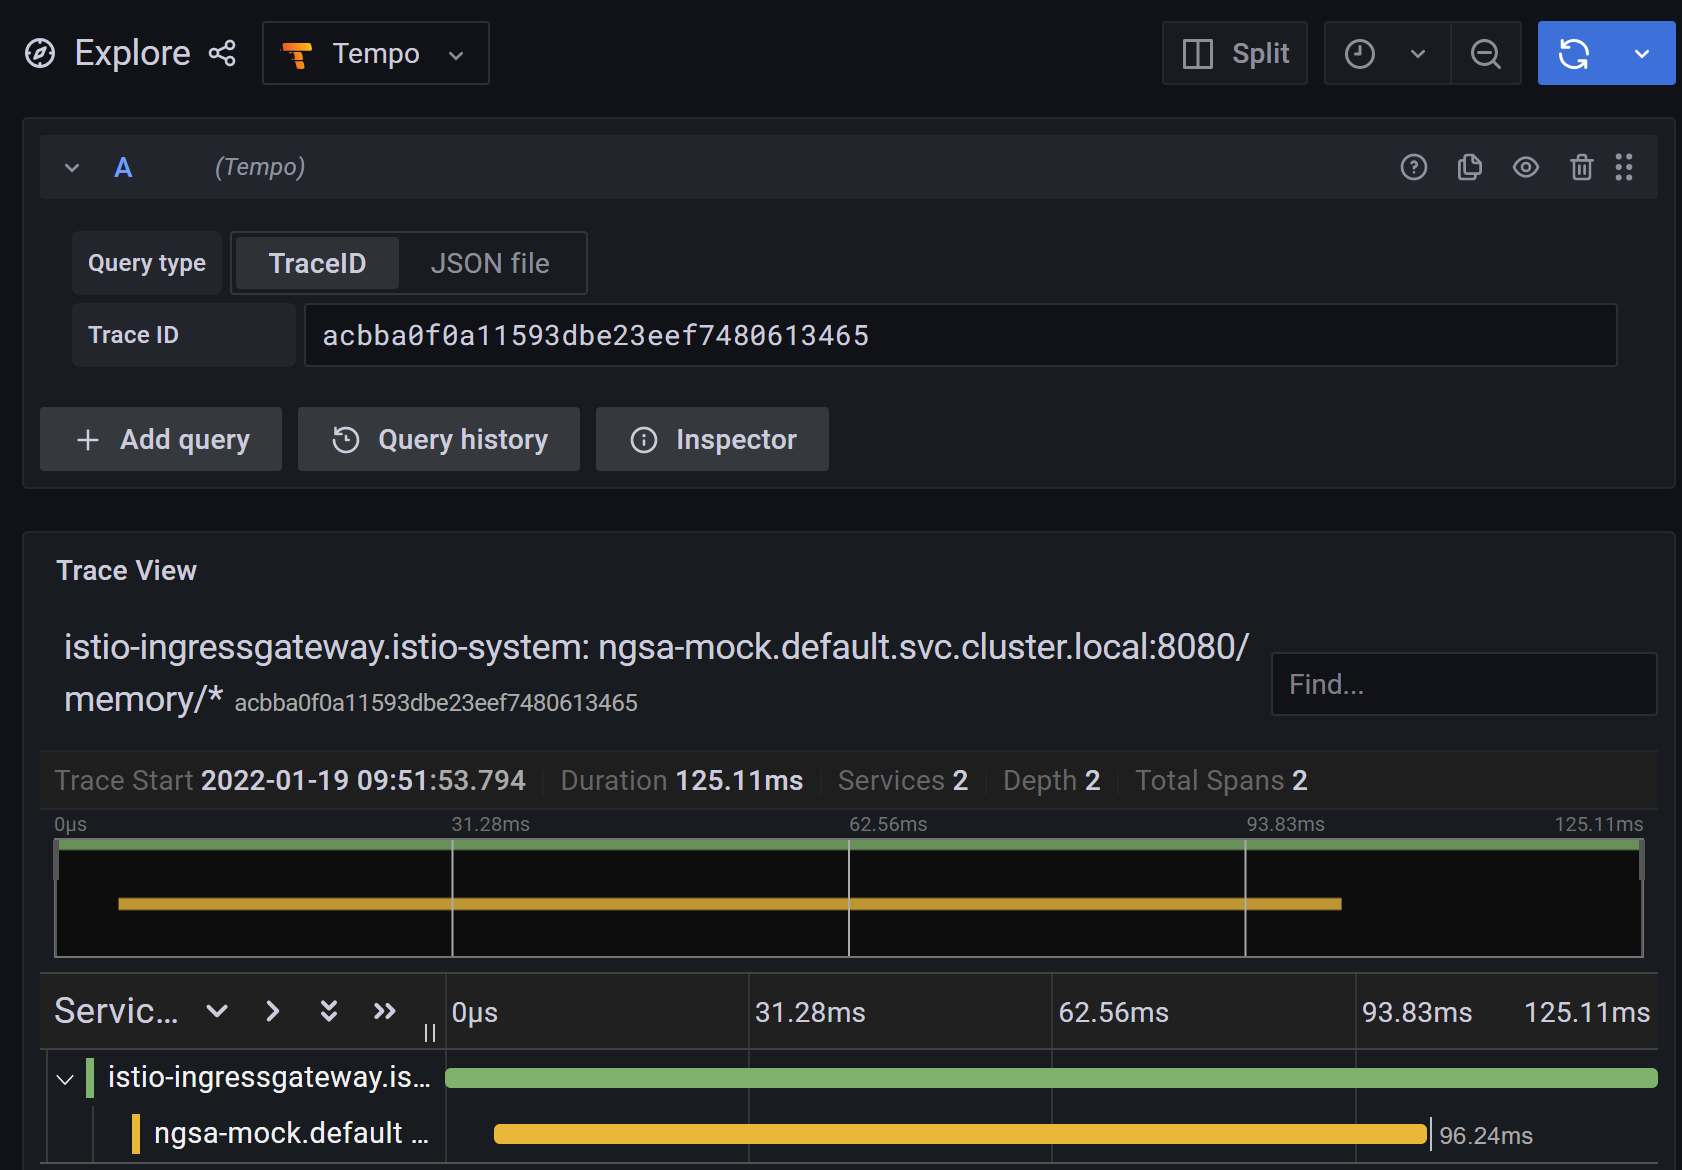 Explore Tempo Split
A (Tempo)
Query type TraceID JSON file
Trace ID acbba0f0a11593dbe23eef7480613465
Add query Query history Inspector
Trace View
istio-ingressgateway.istio-system: ngsa-mock.default.svc.cluster.local:8080/
memory/* acbba0f0a11593dbe23eef7480613465
Find...
Trace Start 2022-01-19 09:51:53.794 Duration 125.11ms Services 2 Depth 2 Total Spans 2
0μs 31.28ms 62.56ms 93.83ms 125.11ms
Servic... 0μs 31.28ms 62.56ms 93.83ms 125.11ms
istio-ingressgateway.is...
ngsa-mock.default ... 96.24ms